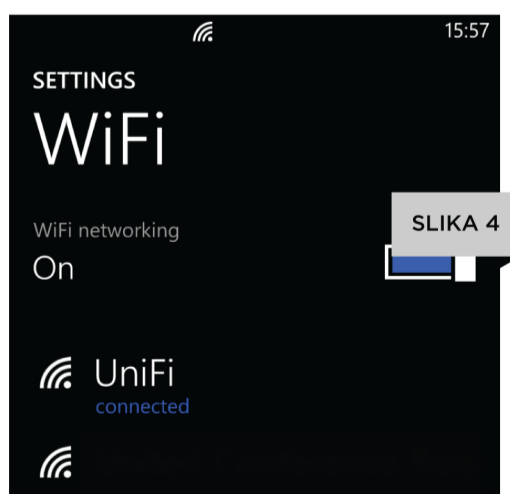 15:57
SETTINGS
WiFi
WiFi networking
SLIKA 4
On
UniFi
connected